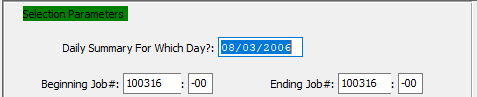 Selection Parameters
Daily Summary For Which Day?: 08/03/2006
Beginning Job#: 100316 : -00 Ending Job#: 100316 : -00